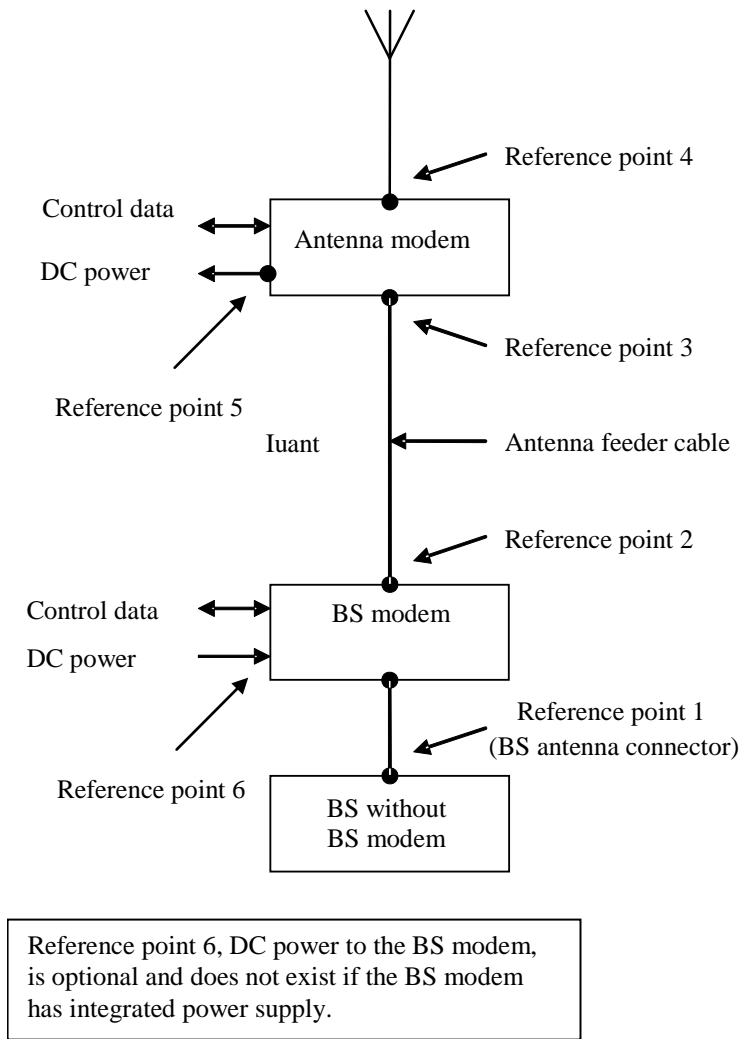 Reference point 4
Control data
Antenna modem
DC power
Reference point 3
Reference point 5
Iuant
Antenna feeder cable
Reference point 2
Control data
BS modem
DC power
Reference point 1
(BS antenna connector)
Reference point 6
BS without
BS modem
Reference point 6, DC power to the BS modem,
is optional and does not exist if the BS modem
has integrated power supply.